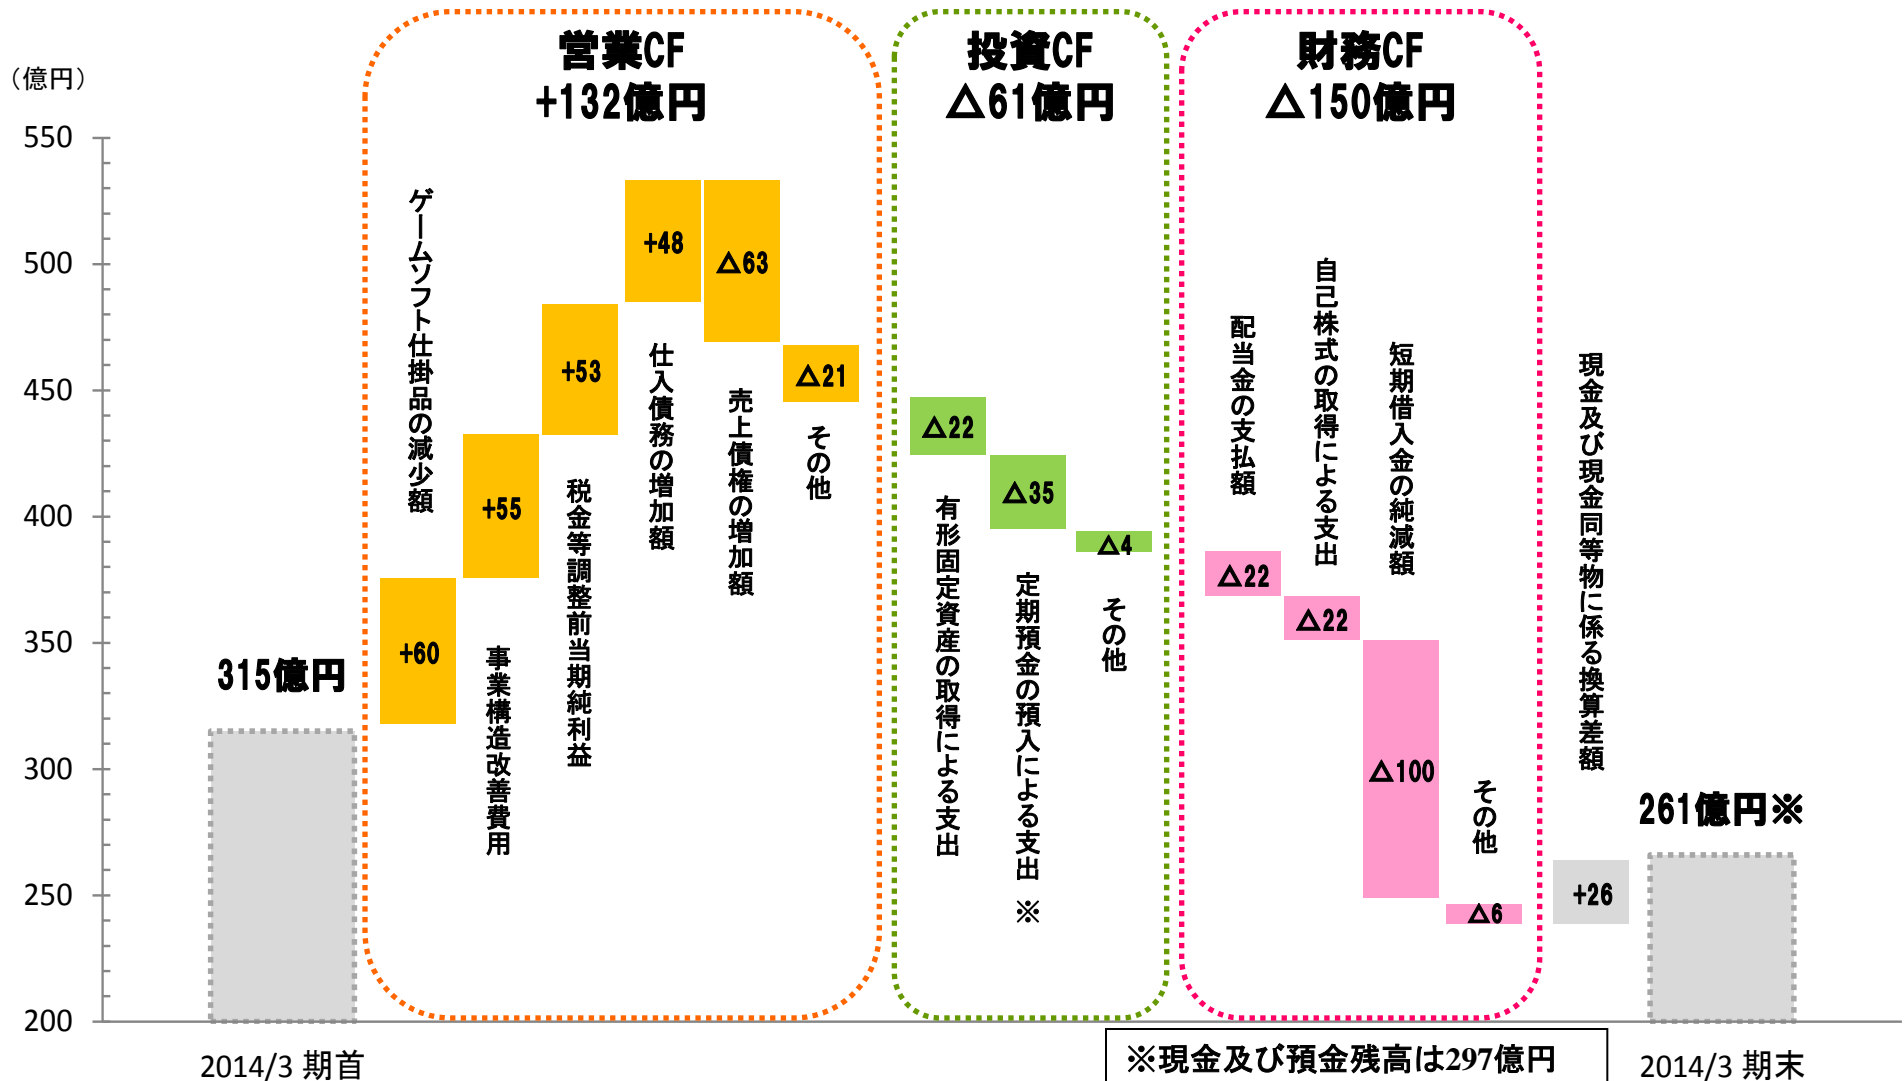 営業CF
+132億円
投資CF
△61億円
財務CF
△150億円
（億円）
550
500
450
400
350
300
250
200
315億円
2014/3 期首
ゲームソフト仕掛品の減少額
+60
事業構造改善費用
+55
税金等調整前当期純利益
+53
仕入債務の増加額
+48
売上債権の増加額
△63
その他
△21
有形固定資産の取得による支出
△22
定期預金の預入による支出 ※
△35
その他
△4
配当金の支払額
△22
自己株式の取得による支出
△22
短期借入金の純減額
△100
その他
△6
現金及び現金同等物に係る換算差額
+26
261億円※
2014/3 期末
※現金及び預金残高は297億円